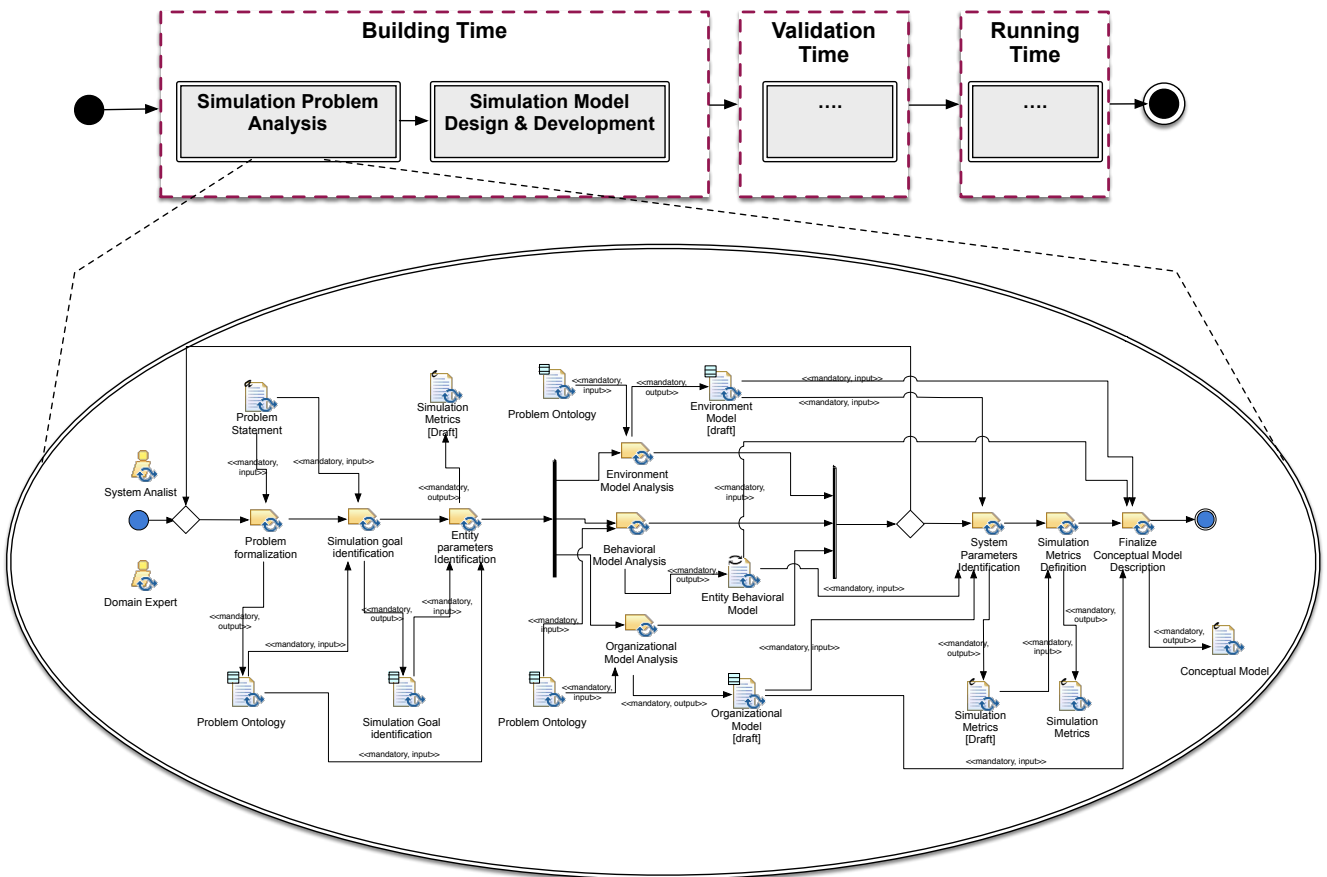 Building Time
Validation
Time
Running
Time
Simulation Problem
Analysis
Simulation Model
Design & Development
....
....
Problem
Statement
<<mandatory,
input>>
<<mandatory, input>>
Simulation
Metrics
[Draft]
<<mandatory,
output>>
Problem Ontology
<<mandatory,
input>>
<<mandatory,
output>>
Environment
Model
[draft]
<<mandatory, input>>
<<mandatory, input>>
System Analist
Domain Expert
Problem
formalization
Simulation goal
identification
Entity
parameters
Identification
Environment
Model Analysis
Behavioral
Model Analysis
<<mandatory,
output>>
<<mandatory,
input>>
Entity Behavioral
Model
<<mandatory, input>>
System
Parameters
Identification
Simulation
Metrics
Definition
Finalize
Conceptual Model
Description
<<mandatory,
output>>
<<mandatory, input>>
<<mandatory,
output>>
<<mandatory,
input>>
<<mandatory,
input>>
Organizational
Model Analysis
<<mandatory, input>>
<<mandatory,
output>>
<<mandatory,
output>>
<<mandatory,
output>>
Conceptual Model
Problem Ontology
Simulation Goal
identification
<<mandatory, input>>
Problem Ontology
<<mandatory,
input>>
<<mandatory, output>>
Organizational
Model
[draft]
Simulation
Metrics
[Draft]
Simulation
Metrics
<<mandatory, input>>